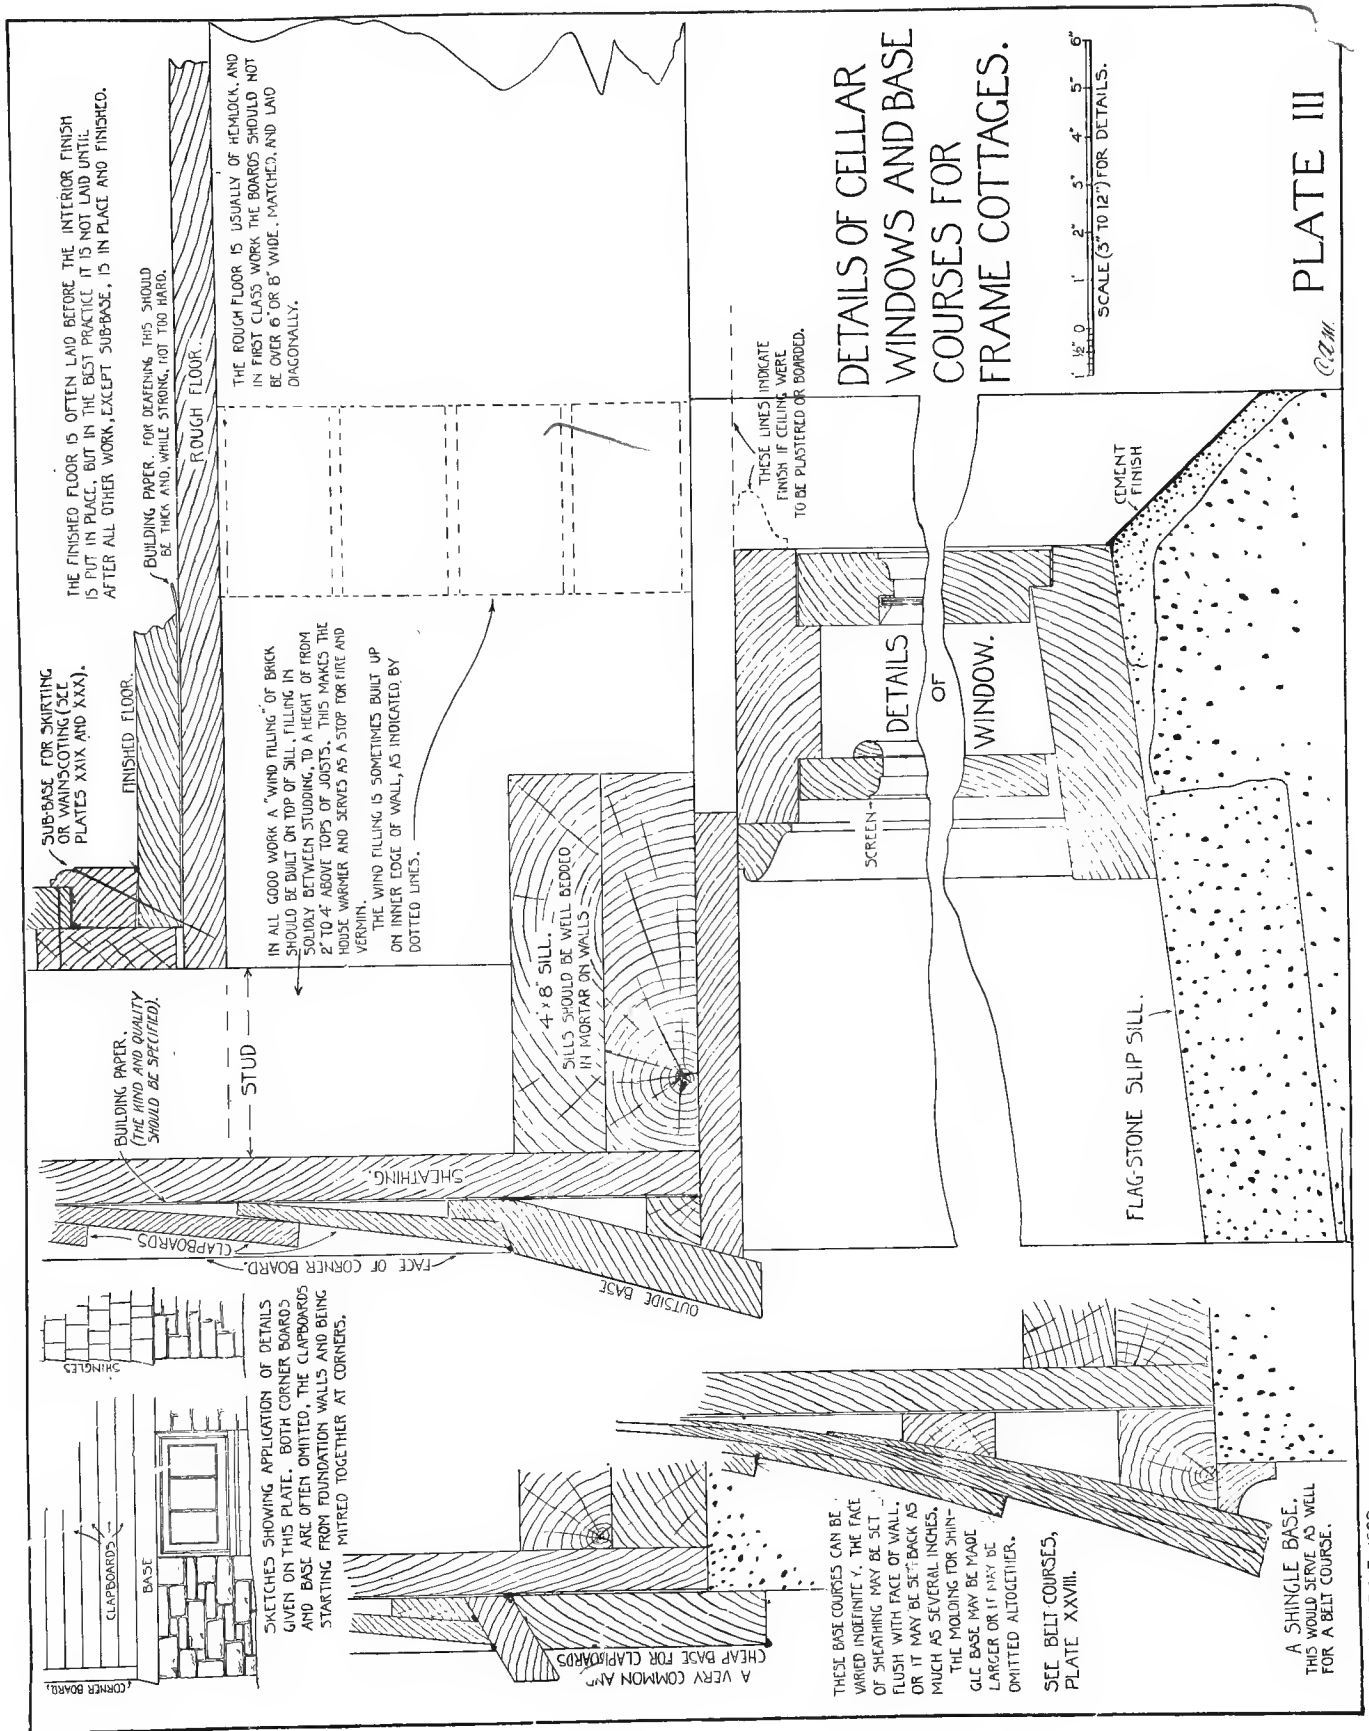 SUB-BASE FOR SKIRTING
OR WAINSCOTING (SEE
PLATES XXIX AND XXX).
THE FINISHED FLOOR IS OFTEN LAID BEFORE THE INTERIOR FINISH
IS PUT IN PLACE, BUT IN THE BEST PRACTICE IT IS NOT LAID UNTIL
AFTER ALL OTHER WORK, EXCEPT SUB-BASE, IS IN PLACE AND FINISHED.
BUILDING PAPER. FOR DEAFENING THIS SHOULD
BE THICK AND, WHILE STRONG, NOT TOO HARD.
FINISHED FLOOR.
ROUGH FLOOR.
THE ROUGH FLOOR IS USUALLY OF HEMLOCK, AND
IN FIRST CLASS WORK THE BOARDS SHOULD NOT
BE OVER 6" OR 8" WIDE, MATCHED, AND LAID
DIAGONALLY.
BUILDING PAPER.
(THE KIND AND QUALITY
SHOULD BE SPECIFIED).
STUD
IN ALL GOOD WORK A "WIND FILLING" OF BRICK
SHOULD BE BUILT ON TOP OF SILL, FILLING IN
SOLIDLY BETWEEN STUDDING, TO A HEIGHT OF FROM
2" TO 4" ABOVE TOPS OF JOISTS. THIS MAKES THE
HOUSE WARMER AND SERVES AS A STOP FOR FIRE AND
VERMIN.
THE WIND FILLING IS SOMETIMES BUILT UP
ON INNER EDGE OF WALL, AS INDICATED BY
DOTTED LINES.
4" x 8" SILL.
SILLS SHOULD BE WELL BEDDED
IN MORTAR ON WALLS
SHEATHING.
CLAPBOARDS
FACE OF CORNER BOARD.
OUTSIDE BASE
SHINGLES
CLAPBOARDS
BASE
CORNER BOARD.
SKETCHES SHOWING APPLICATION OF DETAILS
GIVEN ON THIS PLATE. BOTH CORNER BOARDS
AND BASE ARE OFTEN OMITTED, THE CLAPBOARDS
STARTING FROM FOUNDATION WALLS AND BEING
MITRED TOGETHER AT CORNERS.
A VERY COMMON AND
CHEAP BASE FOR CLAPBOARDS
THESE BASE COURSES CAN BE
VARIED INDEFINITELY. THE FACE
OF SHEATHING MAY BE SET
FLUSH WITH FACE OF WALL,
OR IT MAY BE SET BACK AS
MUCH AS SEVERAL INCHES.
THE MOLDING FOR SHIN-
GLE BASE MAY BE MADE
LARGER OR IT MAY BE
OMITTED ALTOGETHER.
SEE BELT COURSES,
PLATE XXVIII.
A SHINGLE BASE.
THIS WOULD SERVE AS WELL
FOR A BELT COURSE.
THESE LINES INDICATE
FINISH IF CEILING WERE
TO BE PLASTERED OR BOARDED.
SCREEN
DETAILS
OF
WINDOW.
CEMENT
FINISH
FLAG-STONE SLIP SILL.
DETAILS OF CELLAR
WINDOWS AND BASE
COURSES FOR
FRAME COTTAGES.
1 ½" 0 1" 2" 3" 4" 5" 6"
SCALE (3" TO 12") FOR DETAILS.
PLATE III